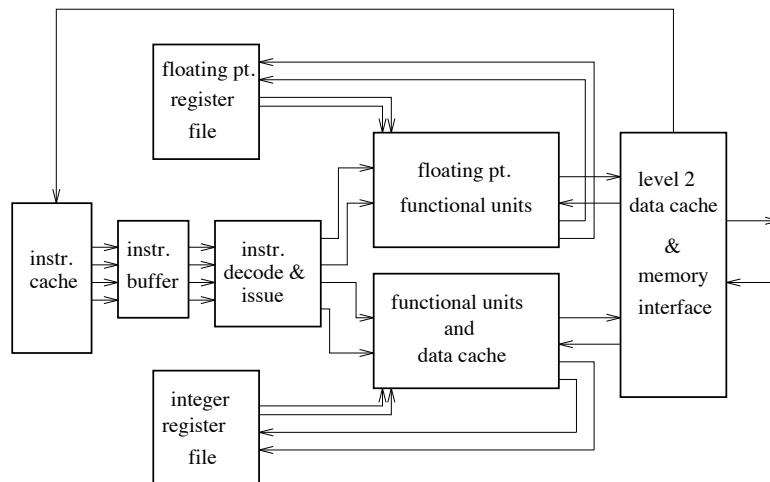 floating pt.
register
file
instr.
cache
instr.
buffer
instr.
decode &
issue
floating pt.
functional units
functional units
and
data cache
level 2
data cache
&
memory
interface
integer
register
file